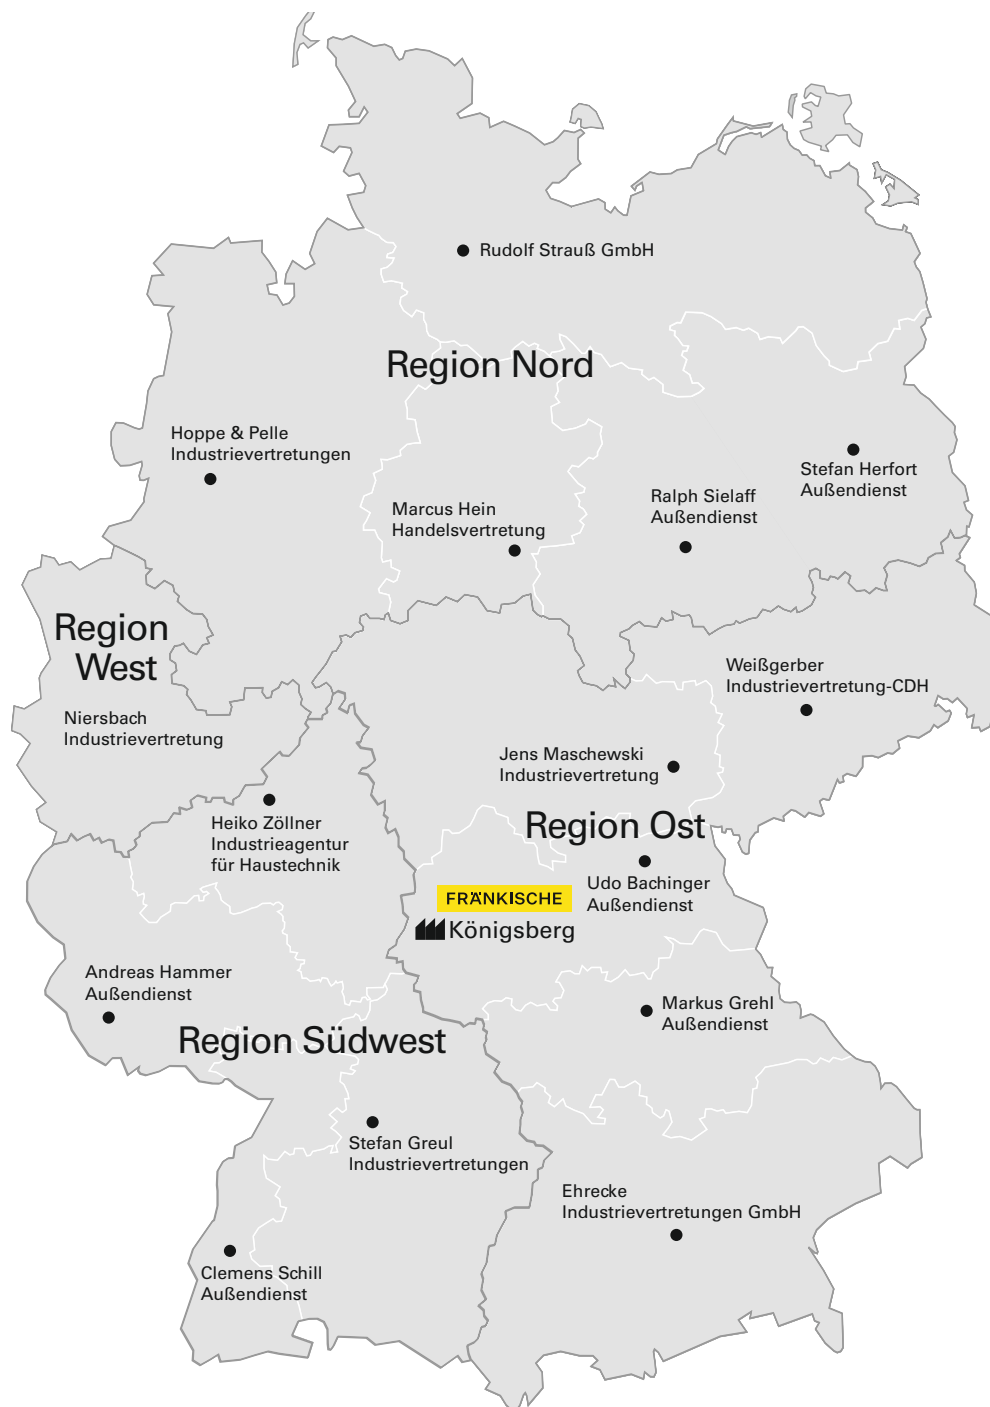 Rudolf Strauß GmbH
Region Nord
Hoppe & Pelle
Industrievertretungen
Stefan Herfort
Außendienst
Ralph Sielaff
Außendienst
Marcus Hein
Handelsvertretung
Region
West
Niersbach
Industrievertretung
Weißgerber
Industrievertretung-CDH
Jens Maschewski
Industrievertretung
Heiko Zöllner
Industrieagentur
für Haustechnik
Region Ost
Udo Bachinger
Außendienst
FRÄNKISCHE
Königsberg
Andreas Hammer
Außendienst
Markus Grehl
Außendienst
Region Südwest
Stefan Greul
Industrievertretungen
Ehrecke
Industrievertretungen GmbH
Clemens Schill
Außendienst